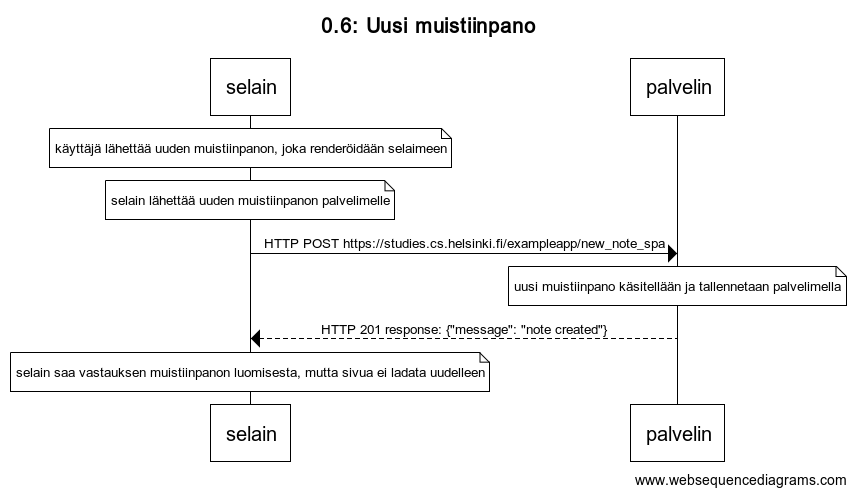 0.6: Uusi muistiinpano
selain
palvelin
käyttäjä lähettää uuden muistiinpanon, joka renderöidään selaimeen
selain lähettää uuden muistiinpanon palvelimelle
HTTP POST https://studies.cs.helsinki.fi/exampleapp/new_note_spa
uusi muistiinpano käsitellään ja tallennetaan palvelimella
HTTP 201 response: {"message": "note created"}
selain saa vastauksen muistiinpanon luomisesta, mutta sivua ei ladata uudelleen
selain
palvelin
www.websequencediagrams.com